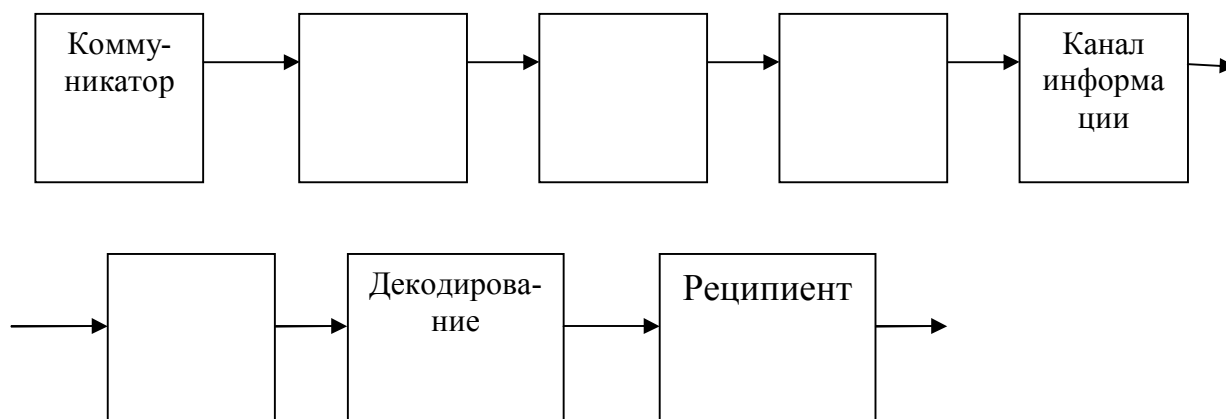 Комму-
никатор
Канал
информа
ции
Декодирова-
ние
Реципиент